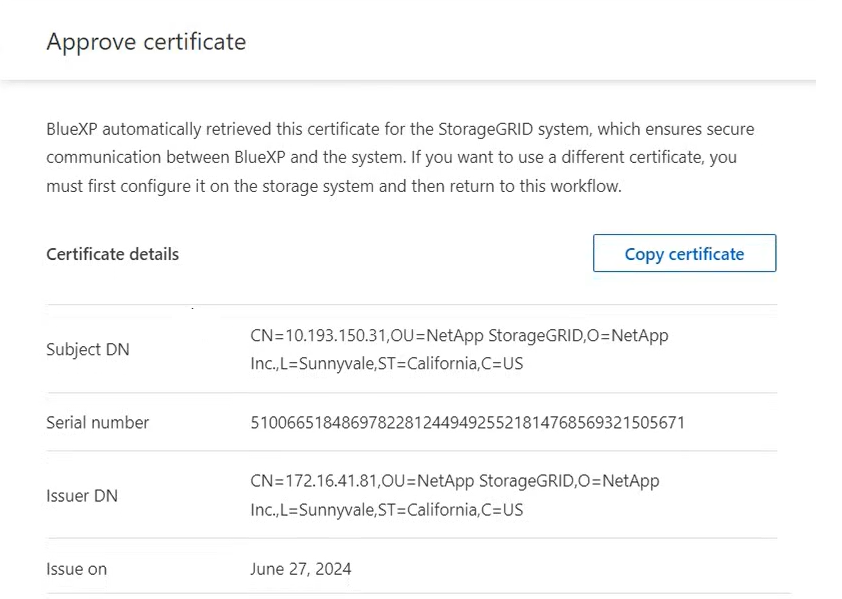 Approve certificate
BlueXP automatically retrieved this certificate for the StorageGRID system, which ensures secure
communication between BlueXP and the system. If you want to use a different certificate, you
must first configure it on the storage system and then return to this workflow.
Certificate details
Copy certificate
Subject DN
CN=10.193.150.31,OU=NetApp StorageGRID,O=NetApp
Inc.,L=Sunnyvale,ST=California,C=US
Serial number
510066518486978228124494925521814768569321505671
Issuer DN
CN=172.16.41.81,OU=NetApp StorageGRID,O=NetApp
Inc.,L=Sunnyvale,ST=California,C=US
Issue on
June 27, 2024